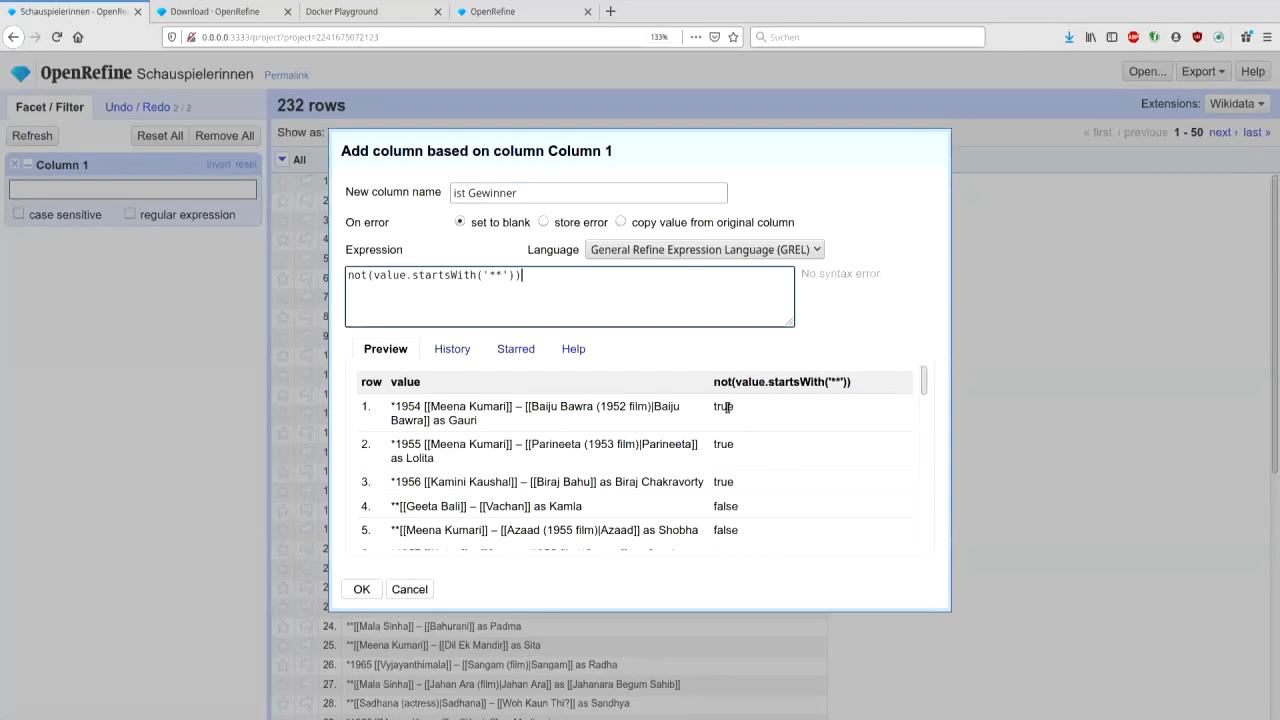 Schauspielerinnen - OpenRe
Download · OpenRefine
Docker Playground
OpenRefine
0.0.0.0:3333/project?project=2241675072123
133%
Suchen
OpenRefine Schauspielerinnen Permalink
Open... Export Help
Facet / Filter Undo / Redo 2 / 2
232 rows
Extensions: Wikidata
Refresh Reset All Remove All
Show as:
« first ‹ previous 1 - 50 next › last »
Column 1 invert reset
case sensitive regular expression
All
Add column based on column Column 1
New column name ist Gewinner
On error set to blank store error copy value from original column
Expression Language General Refine Expression Language (GREL)
not(value.startsWith('**'))
No syntax error.
Preview History Starred Help
row value not(value.startsWith('**'))
1. *1954 [[Meena Kumari]] – [[Baiju Bawra (1952 film)|Baiju Bawra]] as Gauri true
2. *1955 [[Meena Kumari]] – [[Parineeta (1953 film)|Parineeta]] as Lolita true
3. *1956 [[Kamini Kaushal]] – [[Biraj Bahu]] as Biraj Chakravorty true
4. **[[Geeta Bali]] – [[Vachan]] as Kamla false
5. **[[Meena Kumari]] – [[Azaad (1955 film)|Azaad]] as Shobha false
OK Cancel
24. **[[Mala Sinha]] – [[Bahurani]] as Padma
25. **[[Meena Kumari]] – [[Dil Ek Mandir]] as Sita
26. *1965 [[Vyjayanthimala]] – [[Sangam (film)|Sangam]] as Radha
27. **[[Mala Sinha]] – [[Jahan Ara (film)|Jahan Ara]] as [[Jahanara Begum Sahib]]
28. **[[Sadhana (actress)|Sadhana]] – [[Woh Kaun Thi?]] as Sandhya